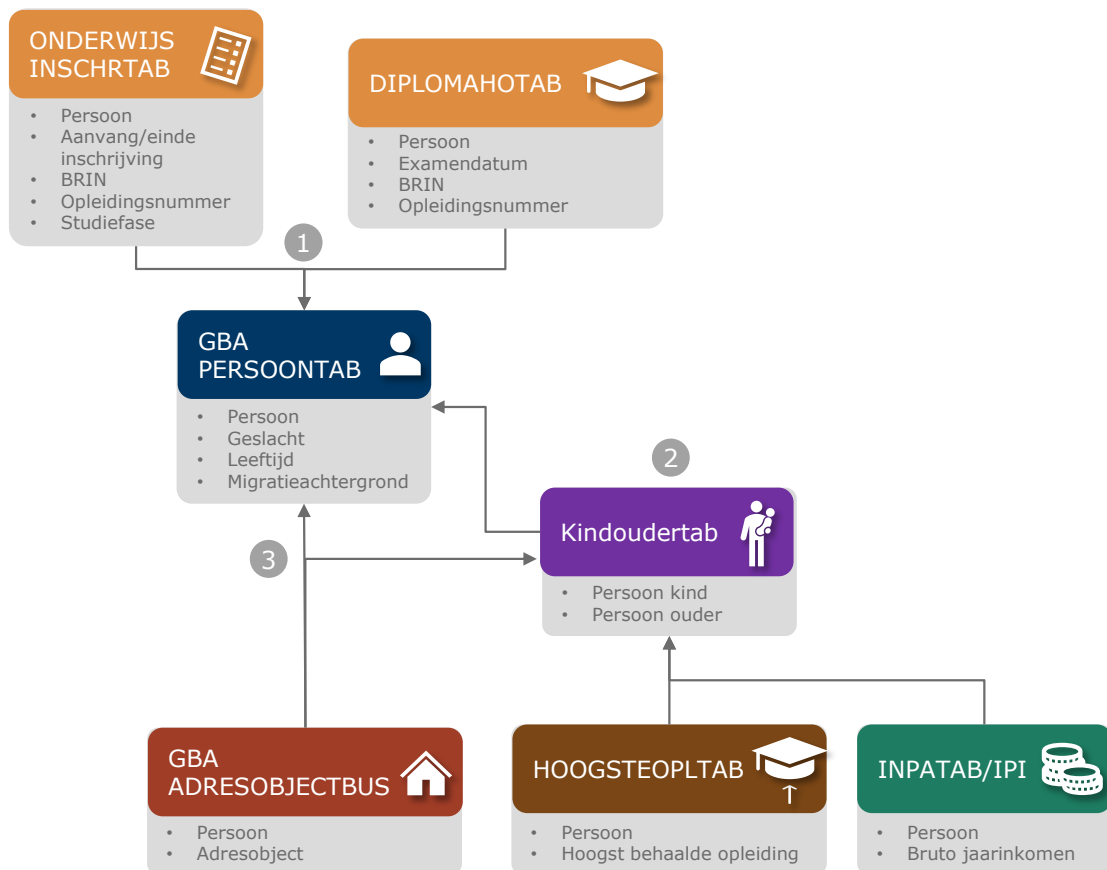 ONDERWIJS
INSCHRTAB
• Persoon
• Aanvang/einde
inschrijving
• BRIN
• Opleidingsnummer
• Studiefase
DIPLOMAHOTAB
• Persoon
• Examendatum
• BRIN
• Opleidingsnummer
1
GBA
PERSOONTAB
• Persoon
• Geslacht
• Leeftijd
• Migratieachtergrond
2
Kindoudertab
• Persoon kind
• Persoon ouder
3
GBA
ADRESOBJECTBUS
• Persoon
• Adresobject
HOOGSTEOPLTAB
• Persoon
• Hoogst behaalde opleiding
INPATAB/IPI
• Persoon
• Bruto jaarinkomen